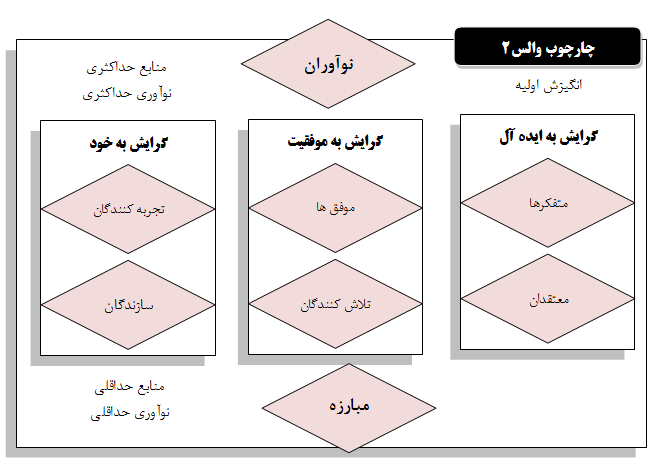 چارچوب والس۲
نوآوران
منابع حداکثری
نوآوری حداکثری
انگیزش اولیه
گرایش به ایده آل
گرایش به موفقیت
گرایش به خود
متفکرها
موفق ها
تجربه کنندگان
معتقدان
تلاش کنندگان
سازندگان
منابع حداقلی
نوآوری حداقلی
مبارزه